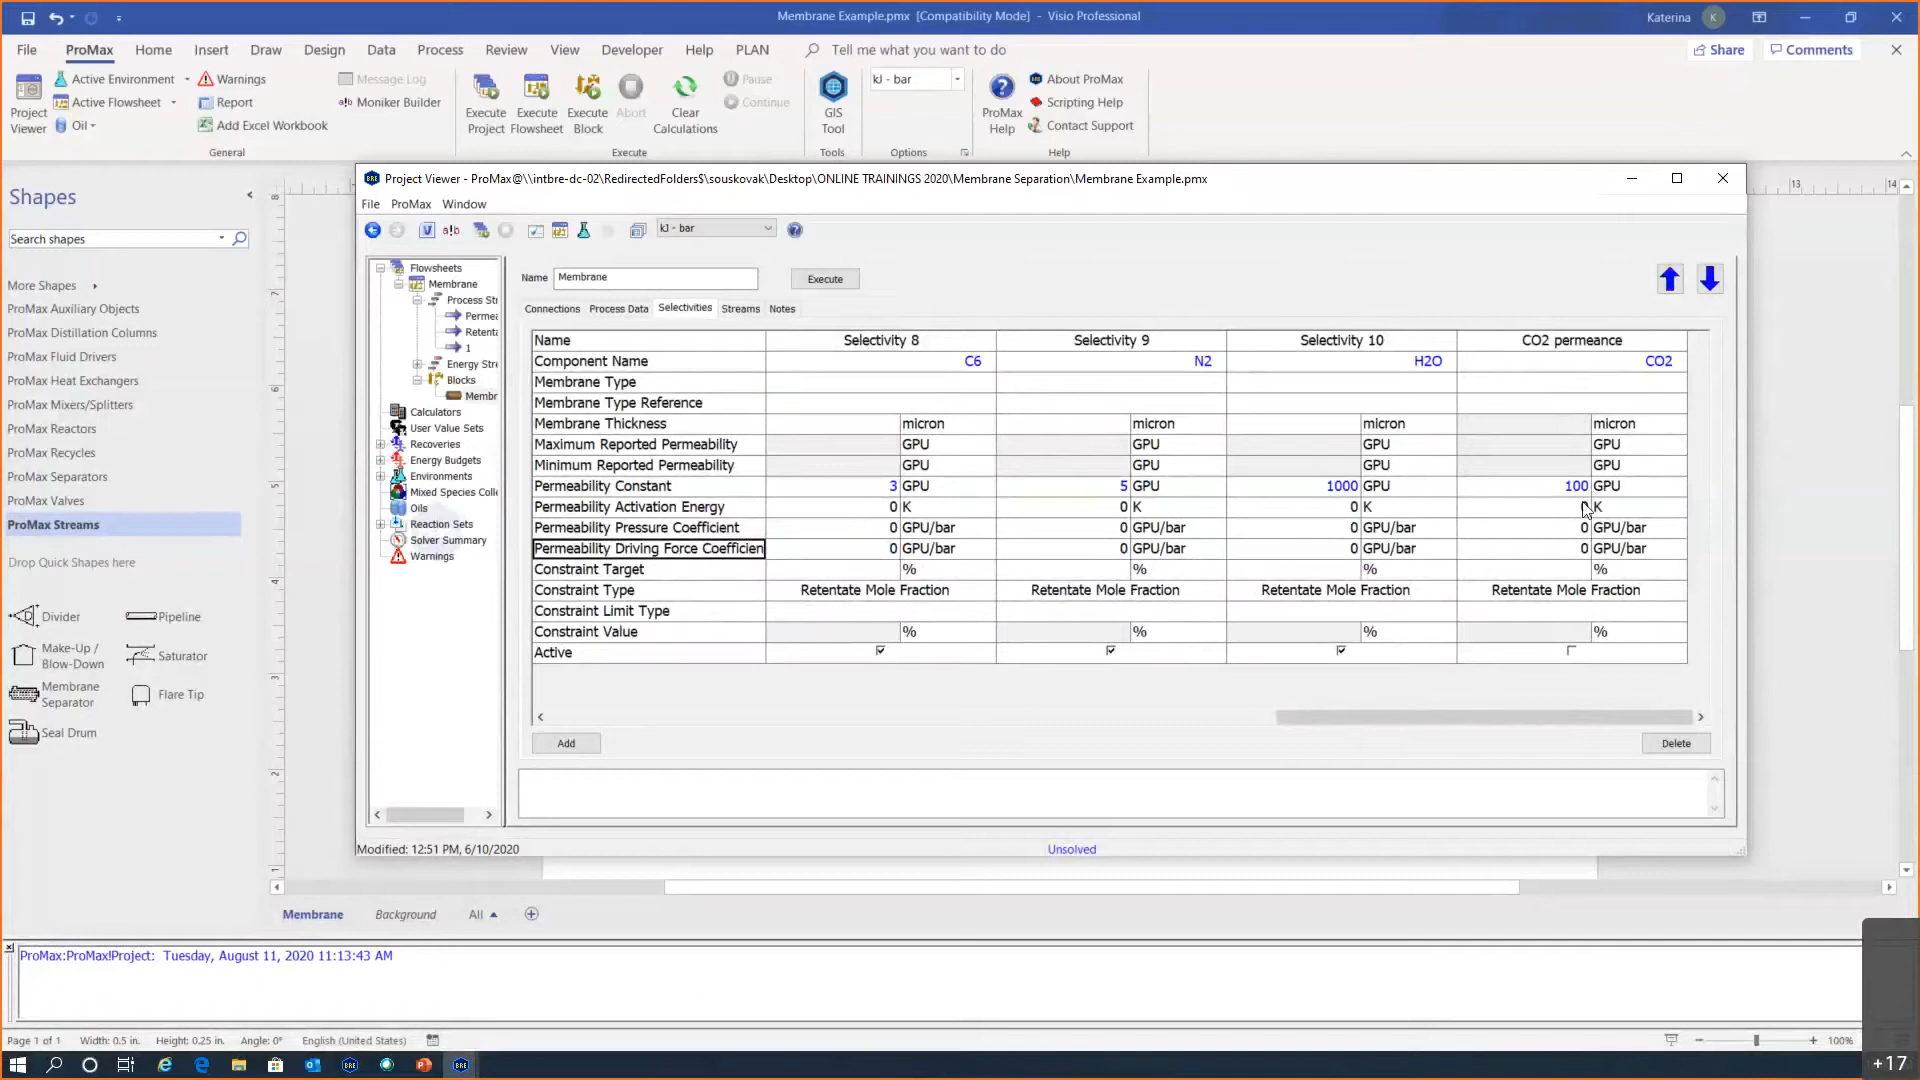 Membrane Example.pmx [Compatibility Mode] - Visio Professional
Katerina K
File ProMax Home Insert Draw Design Data Process Review View Developer Help PLAN Tell me what you want to do Share Comments
Project Viewer
Active Environment
Active Flowsheet
Oil
Warnings
Report
Add Excel Workbook
Message Log
a!b Moniker Builder
General
Execute Project
Execute Flowsheet
Execute Block
Abort
Clear Calculations
Pause
Continue
Execute
GIS Tool
Tools
kJ - bar
Options
ProMax Help
About ProMax
Scripting Help
Contact Support
Help
Shapes
Search shapes
More Shapes
ProMax Auxiliary Objects
ProMax Distillation Columns
ProMax Fluid Drivers
ProMax Heat Exchangers
ProMax Mixers/Splitters
ProMax Reactors
ProMax Recycles
ProMax Separators
ProMax Valves
ProMax Streams
Drop Quick Shapes here
Divider Pipeline
Make-Up / Blow-Down Saturator
Membrane Separator Flare Tip
Seal Drum
8
7
6
5
4
3
2
1
13 14
BRE Project Viewer - ProMax@\\intbre-dc-02\RedirectedFolders$\souskovak\Desktop\ONLINE TRAININGS 2020\Membrane Separation\Membrane Example.pmx
File ProMax Window
V a!b kJ - bar
Flowsheets
Membrane
Process Str
Permea
Retenta
1
Energy Stre
Blocks
Membr
Calculators
User Value Sets
Recoveries
Energy Budgets
Environments
Mixed Species Colle
Oils
Reaction Sets
Solver Summary
Warnings
Name Membrane Execute
Connections Process Data Selectivities Streams Notes
Name Selectivity 8 Selectivity 9 Selectivity 10 CO2 permeance
Component Name C6 N2 H2O CO2
Membrane Type
Membrane Type Reference
Membrane Thickness micron micron micron micron
Maximum Reported Permeability GPU GPU GPU GPU
Minimum Reported Permeability GPU GPU GPU GPU
Permeability Constant 3 GPU 5 GPU 1000 GPU 100 GPU
Permeability Activation Energy 0 K 0 K 0 K 0 K
Permeability Pressure Coefficient 0 GPU/bar 0 GPU/bar 0 GPU/bar 0 GPU/bar
Permeability Driving Force Coefficien 0 GPU/bar 0 GPU/bar 0 GPU/bar 0 GPU/bar
Constraint Target % % % %
Constraint Type Retentate Mole Fraction Retentate Mole Fraction Retentate Mole Fraction Retentate Mole Fraction
Constraint Limit Type
Constraint Value % % % %
Active
Add Delete
Modified: 12:51 PM, 6/10/2020 Unsolved
Membrane Background All
ProMax:ProMax!Project: Tuesday, August 11, 2020 11:13:43 AM
Page 1 of 1 Width: 0.5 in. Height: 0.25 in. Angle: 0° English (United States) 100%
+17